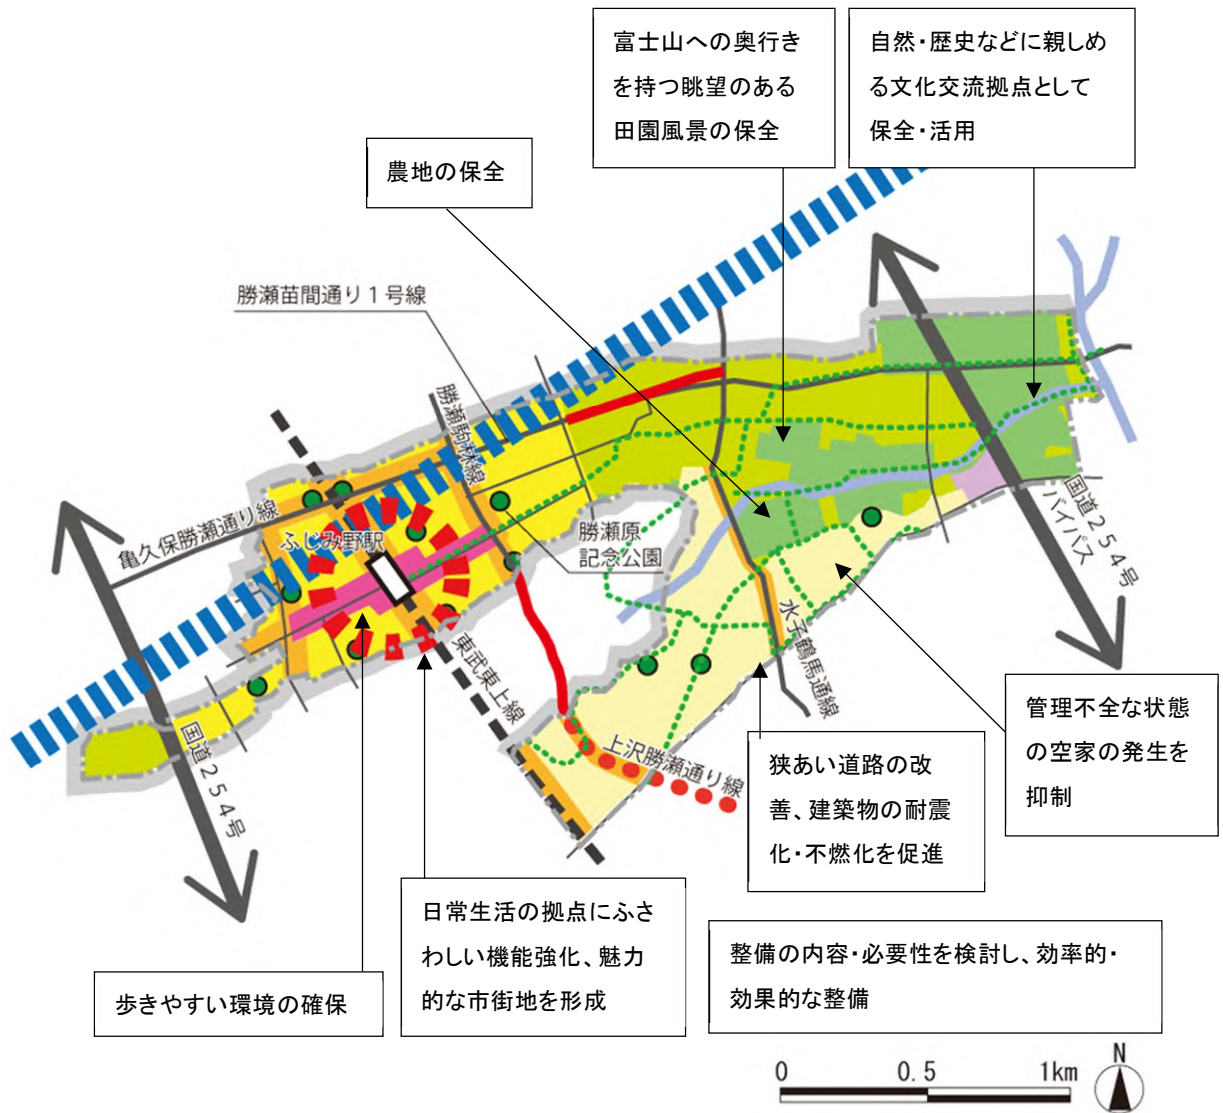 富士山への奥行き
を持つ眺望のある
田園風景の保全
自然・歴史などに親しめ
る文化交流拠点として
保全・活用
農地の保全
勝瀬苗間通り１号線
勝瀬駒林線
亀久保勝瀬通り線
ふじみ野駅
勝瀬原
記念公園
国道２５４号
バイパス
水子鶴馬通線
東武東上線
上沢勝瀬通り線
国道２５４号
管理不全な状態
の空家の発生を
抑制
狭あい道路の改
善、建築物の耐震
化・不燃化を促進
日常生活の拠点にふさ
わしい機能強化、魅力
的な市街地を形成
歩きやすい環境の確保
整備の内容・必要性を検討し、効率的・
効果的な整備
0 0.5 1km
N